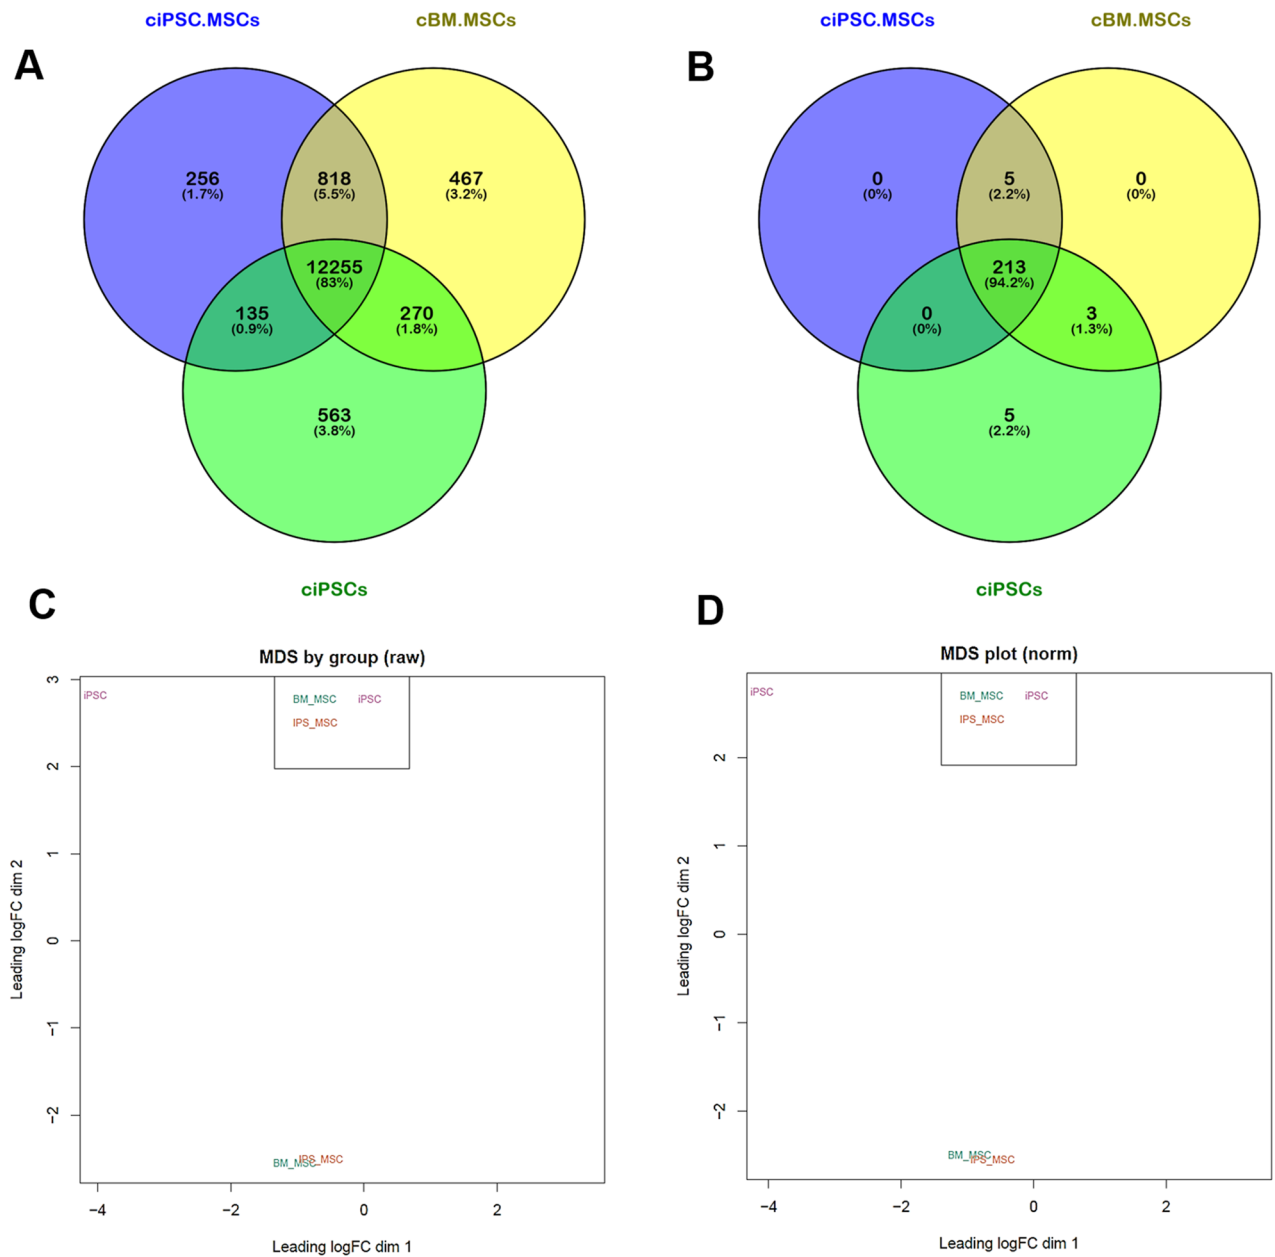 ciPSC.MSCs
cBM.MSCs
A
256
(1.7%)
818
(5.5%)
467
(3.2%)
12255
(83%)
135
(0.9%)
270
(1.8%)
563
(3.8%)
ciPSCs
ciPSC.MSCs
cBM.MSCs
B
0
(0%)
5
(2.2%)
0
(0%)
213
(94.2%)
0
(0%)
3
(1.3%)
5
(2.2%)
ciPSCs
C
MDS by group (raw)
iPSC
BM_MSC
iPSC
IPS_MSC
3
2
1
0
−1
−2
Leading logFC dim 2
BM_MSC
IPS_MSC
−4
−2
0
2
Leading logFC dim 1
D
MDS plot (norm)
iPSC
BM_MSC
iPSC
IPS_MSC
2
1
0
−1
−2
Leading logFC dim 2
BM_MSC
IPS_MSC
−4
−2
0
2
Leading logFC dim 1